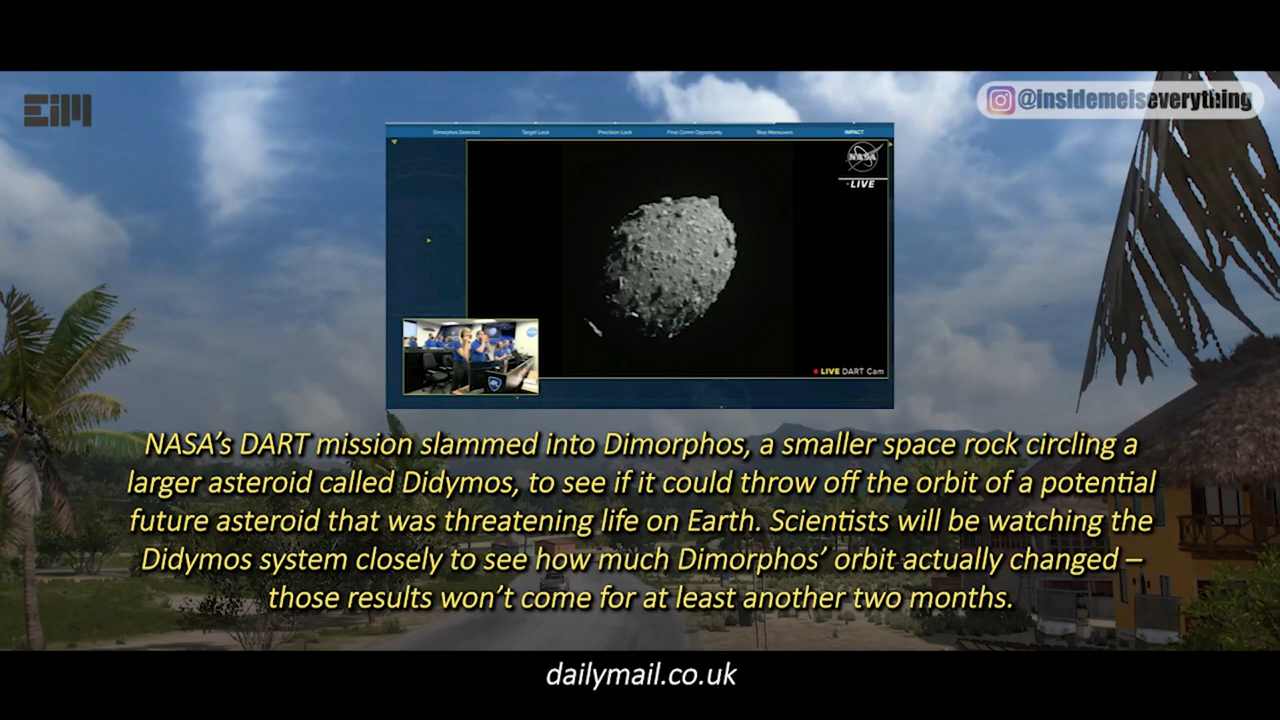 EiM
@insidemeiseverything
Dimorphos Detected
Target Lock
Precision Lock
Final Comm Opportunity
Stop Maneuvers
IMPACT
NASA
LIVE
LIVE DART Cam
NASA’s DART mission slammed into Dimorphos, a smaller space rock circling a
larger asteroid called Didymos, to see if it could throw off the orbit of a potential
future asteroid that was threatening life on Earth. Scientists will be watching the
Didymos system closely to see how much Dimorphos’ orbit actually changed –
those results won’t come for at least another two months.
dailymail.co.uk